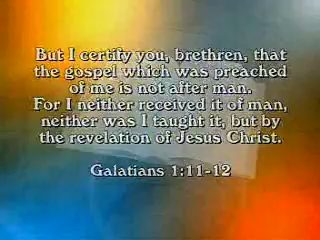 But I certify you, brethren, that
the gospel which was preached
of me is not after man.
For I neither received it of man,
neither was I taught it, but by
the revelation of Jesus Christ.
Galatians 1:11-12